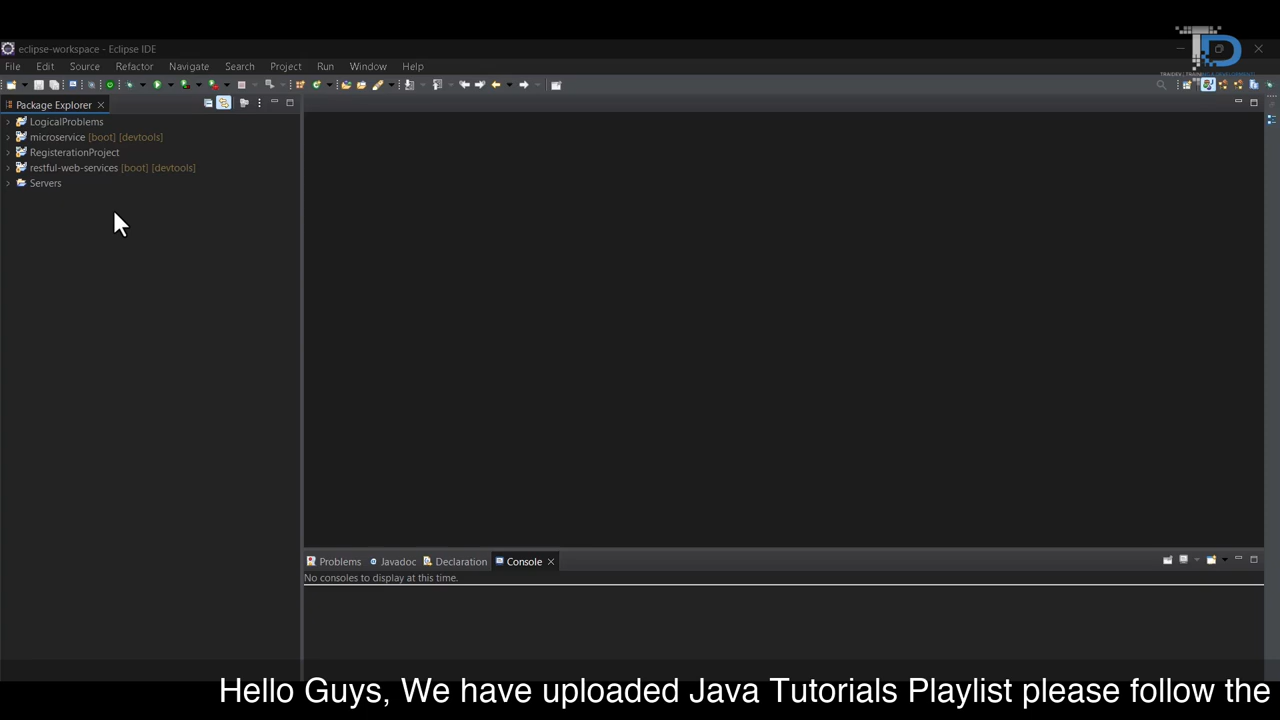 eclipse-workspace - Eclipse IDE
File Edit Source Refactor Navigate Search Project Run Window Help
Package Explorer
LogicalProblems
microservice [boot] [devtools]
RegisterationProject
restful-web-services [boot] [devtools]
Servers
Problems Javadoc Declaration Console
No consoles to display at this time.
Hello Guys, We have uploaded Java Tutorials Playlist please follow the